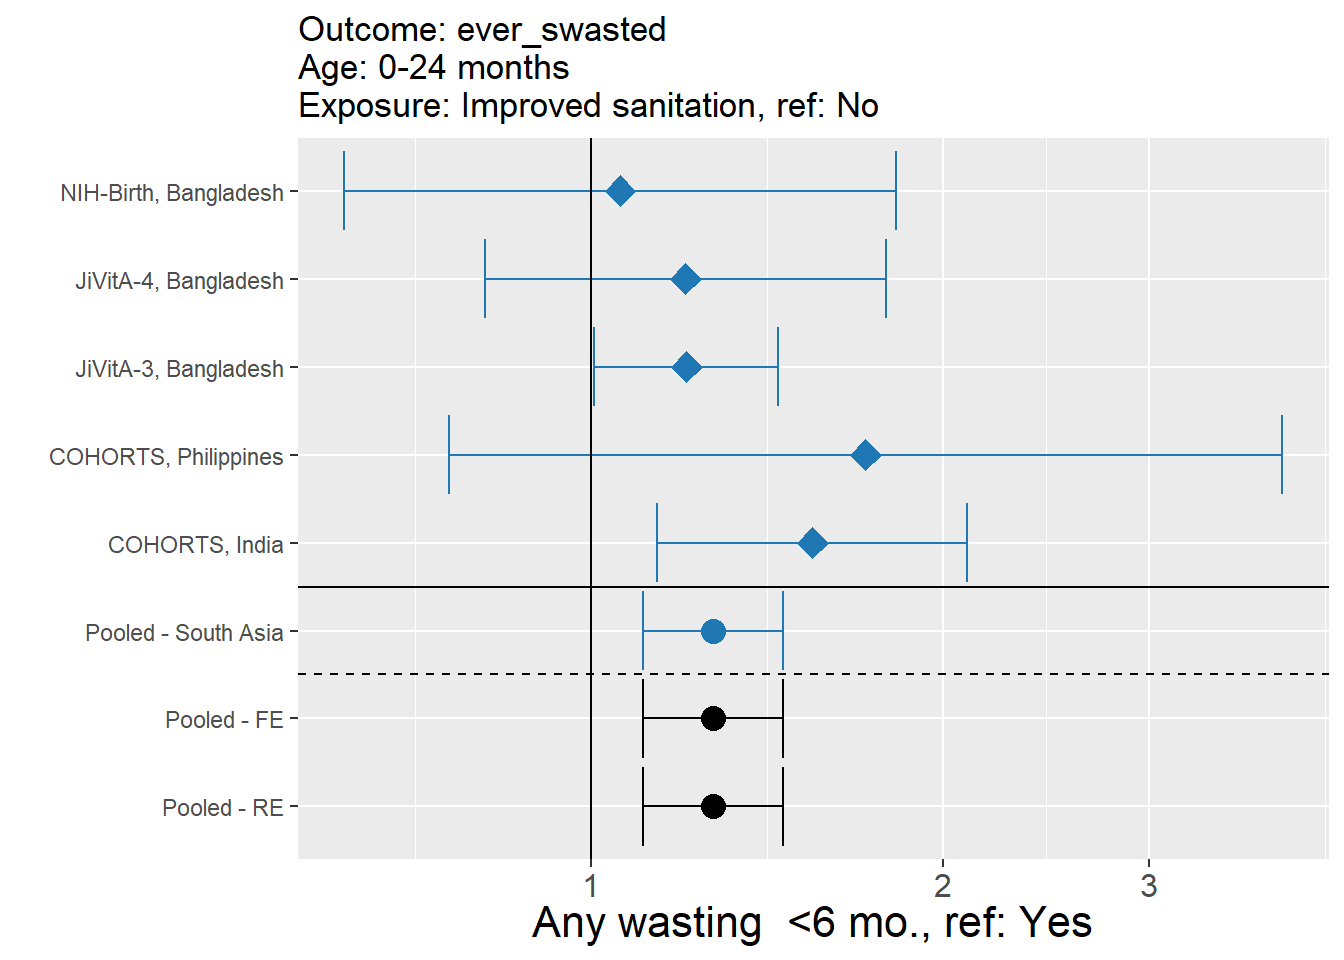 Outcome: ever_swasted
Age: 0-24 months
Exposure: Improved sanitation, ref: No
NIH-Birth, Bangladesh
JiVitA-4, Bangladesh
JiVitA-3, Bangladesh
COHORTS, Philippines
COHORTS, India
Pooled - South Asia
Pooled - FE
Pooled - RE
1 2 3
Any wasting  <6 mo., ref: Yes